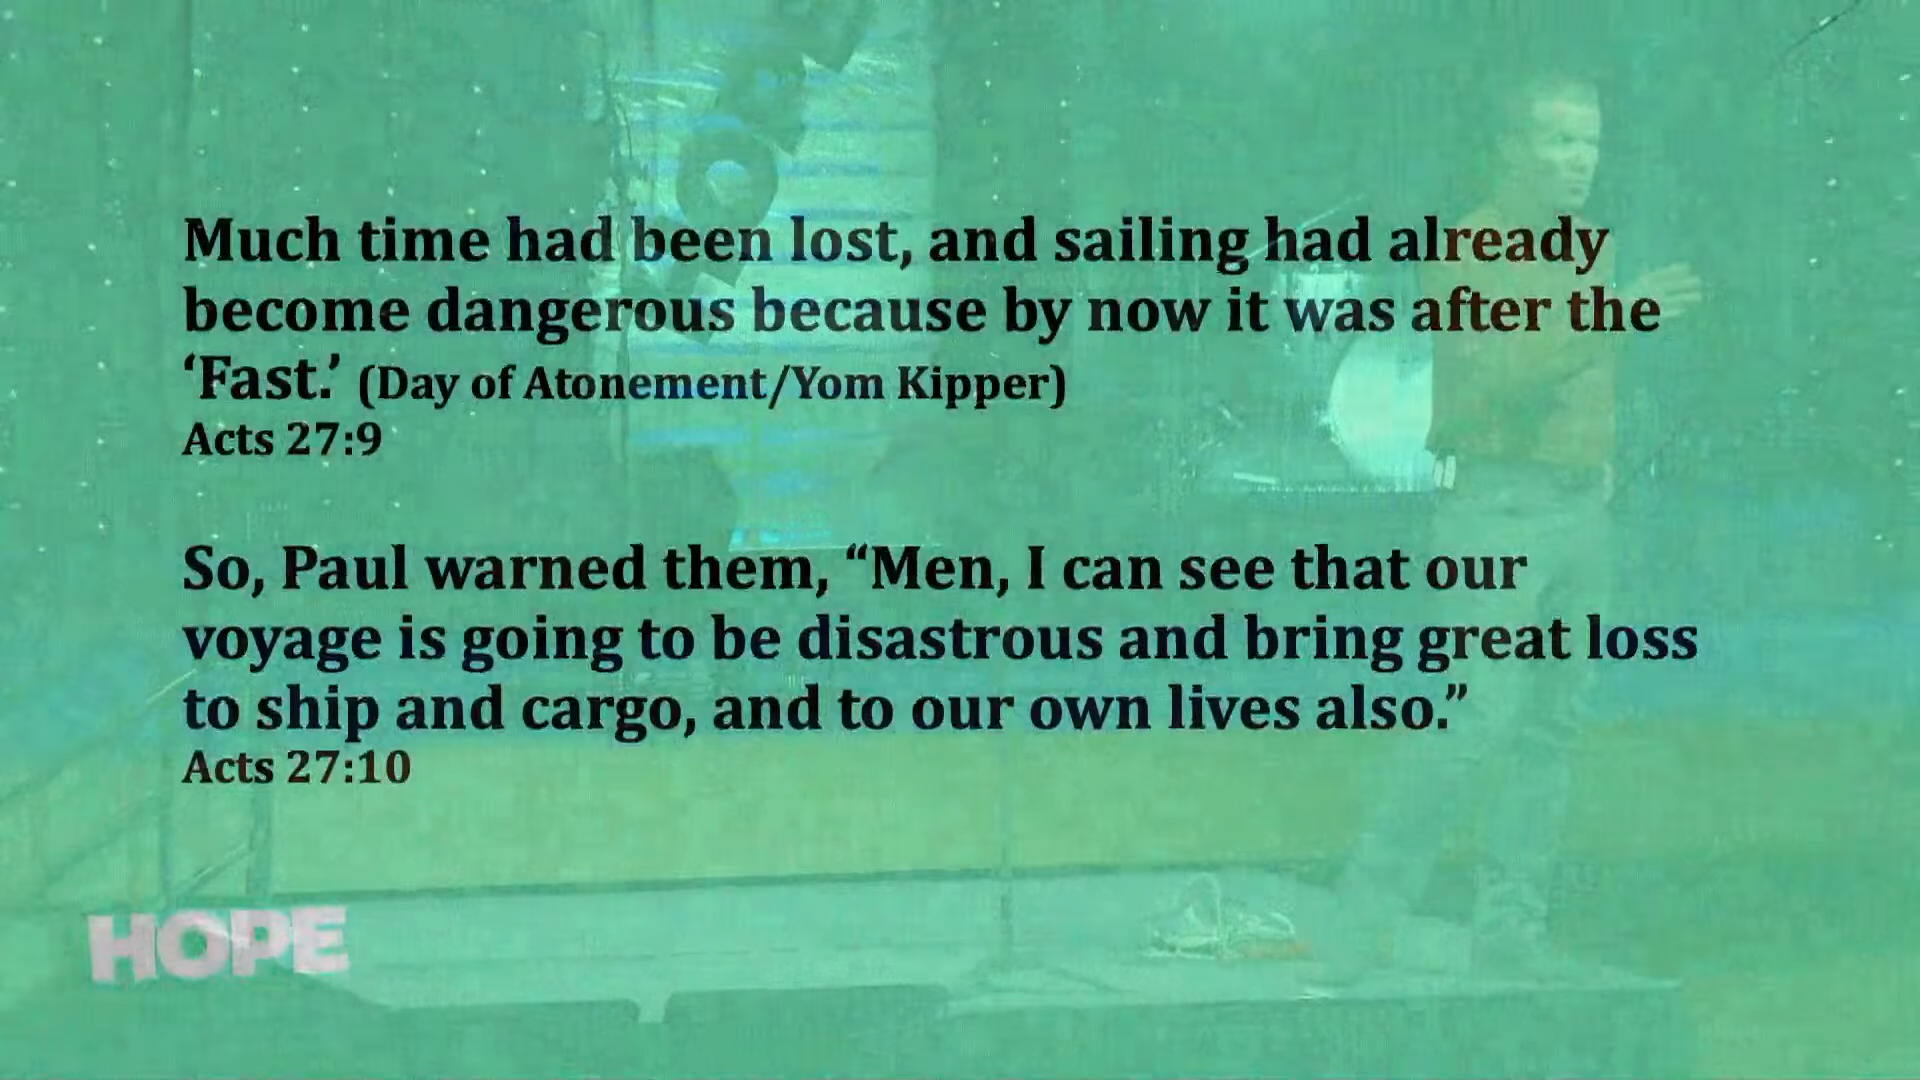 Much time had been lost, and sailing had already
become dangerous because by now it was after the
‘Fast.’ (Day of Atonement/Yom Kipper)
Acts 27:9
So, Paul warned them, “Men, I can see that our
voyage is going to be disastrous and bring great loss
to ship and cargo, and to our own lives also.”
Acts 27:10
HOPE